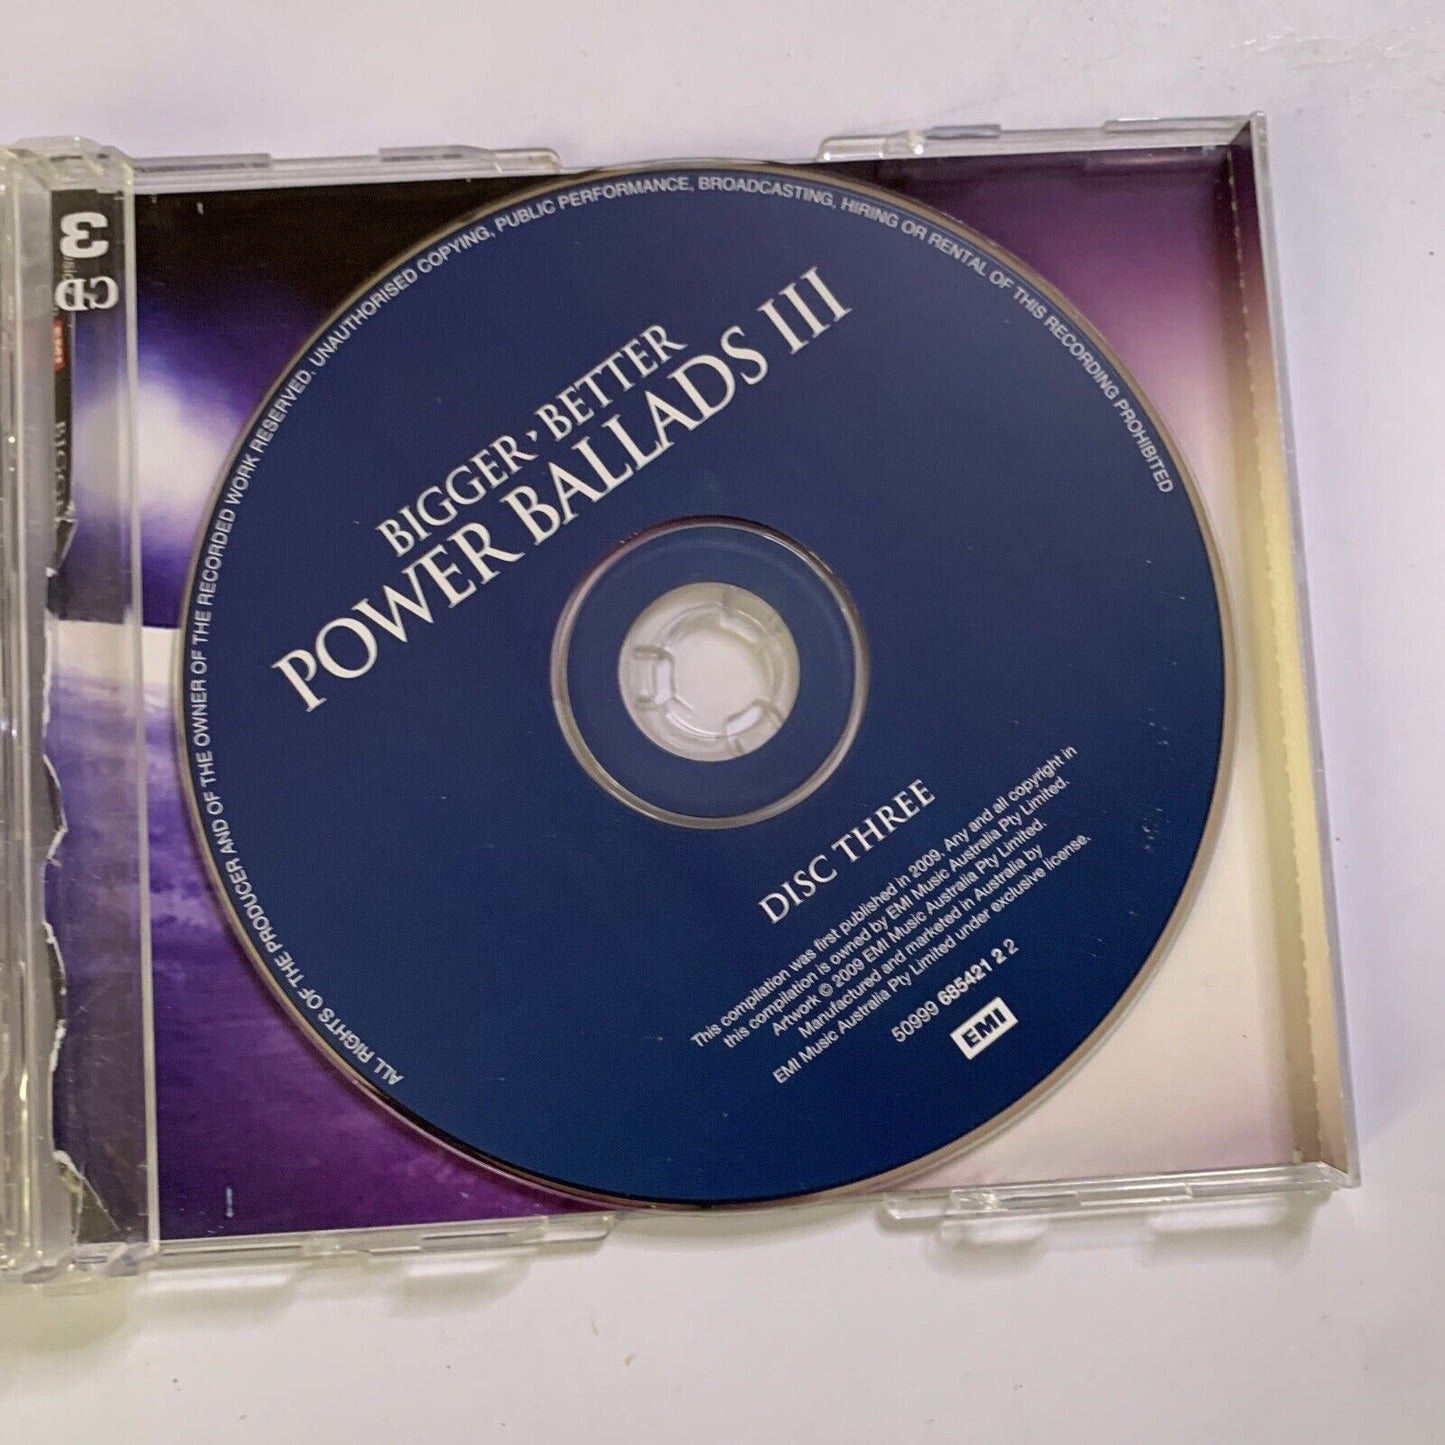 ALL RIGHTS OF THE PRODUCER AND OF THE OWNER OF THE RECORDED WORK RESERVED. UNAUTHORISED COPYING, PUBLIC PERFORMANCE, BROADCASTING, HIRING OR RENTAL OF THIS RECORDING PROHIBITED
BIGGER, BETTER
POWER BALLADS III
DISC THREE
This compilation was first published in 2009. Any and all copyright in
this compilation is owned by EMI Music Australia Pty Limited.
Artwork © 2009 EMI Music Australia Pty Limited.
Manufactured and marketed in Australia by
EMI Music Australia Pty Limited under exclusive license.
50999 685421 2 2
EMI
3
CD